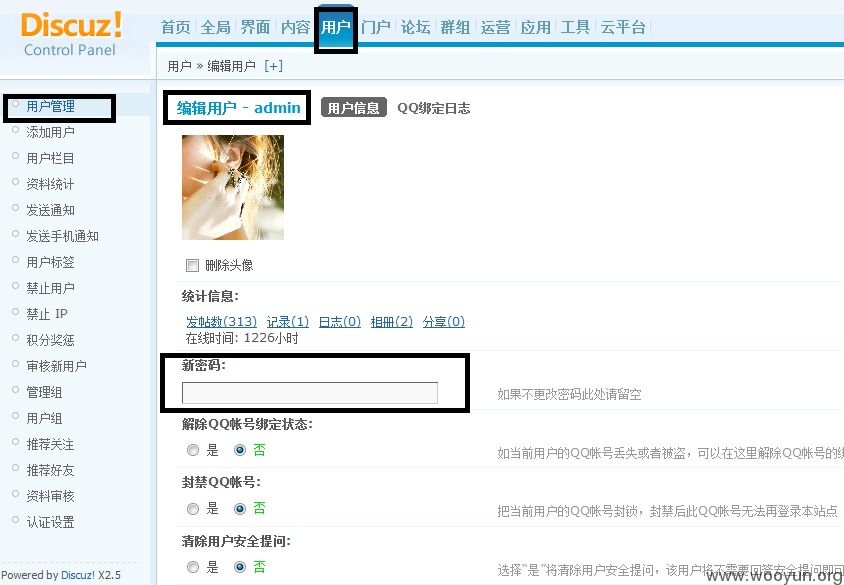 Discuz!
Control Panel
首页 全局 界面 内容 用户 门户 论坛 群组 运营 应用 工具 云平台
用户 » 编辑用户 [+]
用户管理
添加用户
用户栏目
资料统计
发送通知
发送手机通知
用户标签
禁止用户
禁止 IP
积分奖惩
审核新用户
管理组
用户组
推荐关注
推荐好友
资料审核
认证设置
Powered by Discuz! X2.5
编辑用户 - admin 用户信息 QQ绑定日志
删除头像
统计信息:
发帖数(313) 记录(1) 日志(0) 相册(2) 分享(0)
在线时间: 1226小时
新密码:
如果不更改密码此处请留空
解除QQ帐号绑定状态:
是 否
如当前用户的QQ帐号丢失或者被盗，可以在这里解除QQ帐号的绑
封禁QQ帐号:
是 否
把当前用户的QQ帐号封锁，封禁后此QQ帐号无法再登录本站点
清除用户安全提问:
是 否
选择“是”将清除用户安全提问，该用户将不需要回答安全提问即可
www.wooyun.org